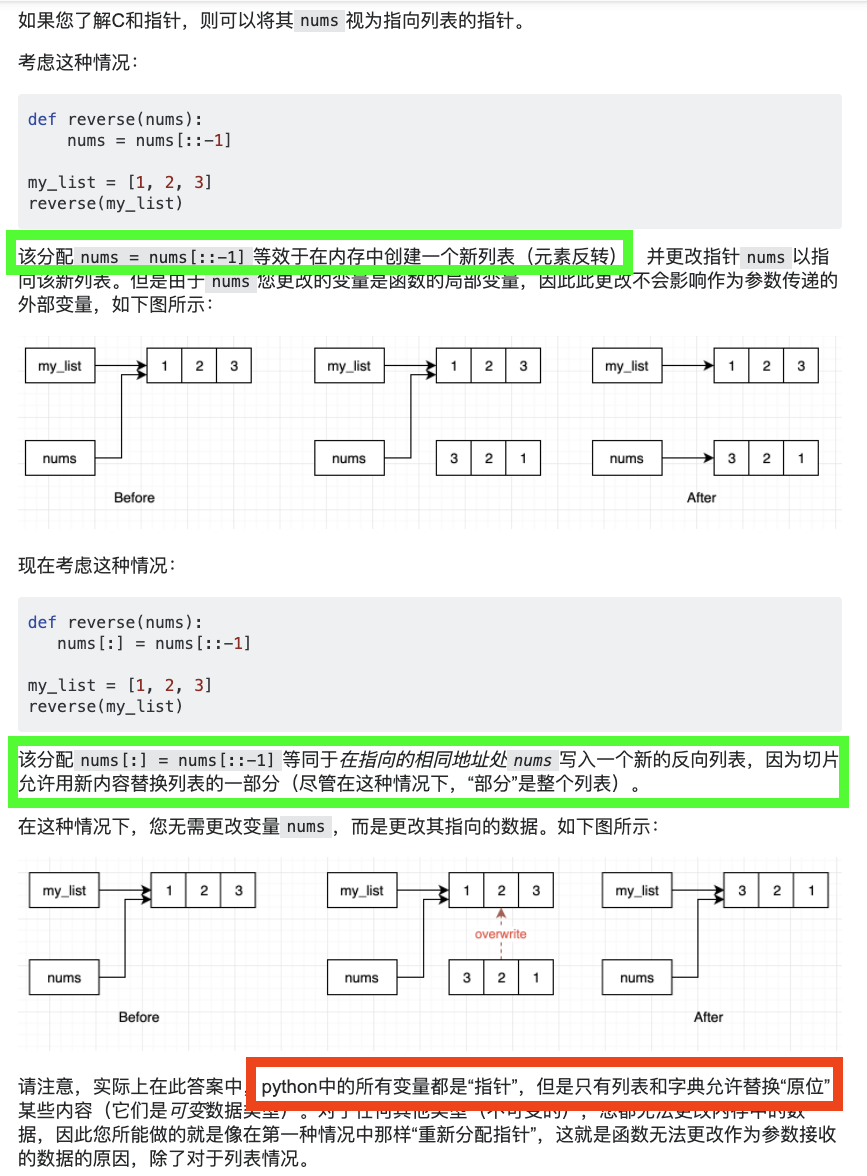 如果您了解C和指针，则可以将其 nums 视为指向列表的指针。
考虑这种情况：
def reverse(nums):
    nums = nums[::-1]
my_list = [1, 2, 3]
reverse(my_list)
该分配 nums = nums[::-1] 等效于在内存中创建一个新列表（元素反转） 并更改指针 nums 以指
向该新列表。但是由于 nums 您更改的变量是函数的局部变量，因此此更改不会影响作为参数传递的
外部变量，如下图所示：
my_list 1 2 3 my_list 1 2 3 my_list 1 2 3
nums nums 3 2 1 nums 3 2 1
Before After
现在考虑这种情况：
def reverse(nums):
   nums[:] = nums[::-1]
my_list = [1, 2, 3]
reverse(my_list)
该分配 nums[:] = nums[::-1] 等同于在指向的相同地址处 nums 写入一个新的反向列表，因为切片
允许用新内容替换列表的一部分（尽管在这种情况下，“部分”是整个列表）。
在这种情况下，您无需更改变量 nums ，而是更改其指向的数据。如下图所示：
my_list 1 2 3 my_list 1 2 3 my_list 3 2 1
overwrite
nums nums 3 2 1 nums
Before After
请注意，实际上在此答案中，python中的所有变量都是“指针”，但是只有列表和字典允许替换“原位”
某些内容（它们是可变数据类型）。对于任何其他类型（不可变的），您都无法更改内存中的数
据，因此您所能做的就是像在第一种情况中那样“重新分配指针”，这就是函数无法更改作为参数接收
的数据的原因，除了对于列表情况。